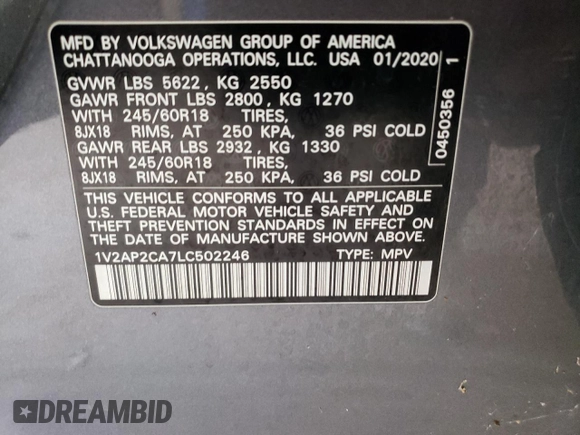 MFD BY VOLKSWAGEN GROUP OF AMERICA
CHATTANOOGA OPERATIONS, LLC. USA 01/2020
GVWR LBS 5622, KG 2550
GAWR FRONT LBS 2800, KG 1270
WITH 245/60R18 TIRES,
8JX18 RIMS, AT 250 KPA, 36 PSI COLD
GAWR REAR LBS 2932, KG 1330
WITH 245/60R18 TIRES,
8JX18 RIMS, AT 250 KPA, 36 PSI COLD
THIS VEHICLE CONFORMS TO ALL APPLICABLE
U.S. FEDERAL MOTOR VEHICLE SAFETY AND
THEFT PREVENTION STANDARDS IN EFFECT ON
THE DATE OF MANUFACTURE SHOWN ABOVE.
1V2AP2CA7LC502246 TYPE: MPV
0450356 1
DREAMBID